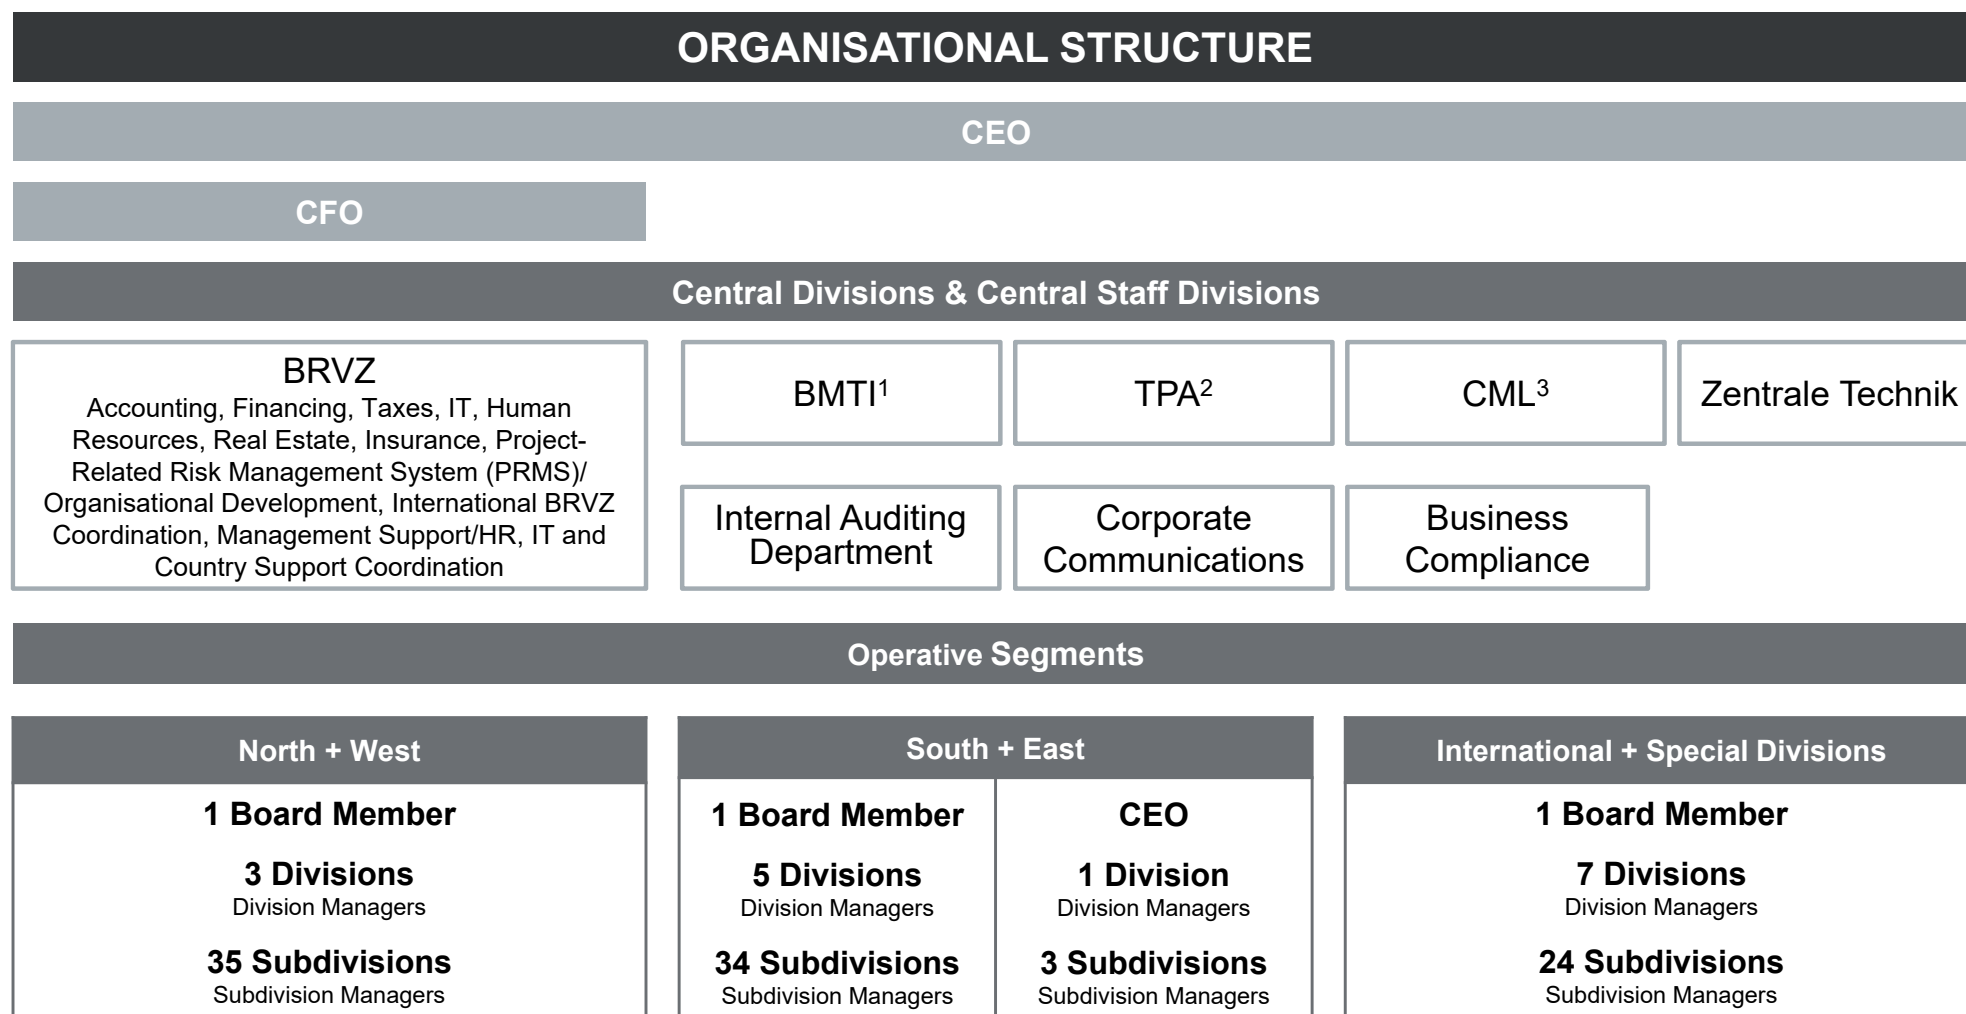 ORGANISATIONAL STRUCTURE
CEO
CFO
Central Divisions & Central Staff Divisions
BRVZ
Accounting, Financing, Taxes, IT, Human
Resources, Real Estate, Insurance, Project-
Related Risk Management System (PRMS)/
Organisational Development, International BRVZ
Coordination, Management Support/HR, IT and
Country Support Coordination
BMTI¹
TPA²
CML³
Zentrale Technik
Internal Auditing
Department
Corporate
Communications
Business
Compliance
Operative Segments
North + West
1 Board Member
3 Divisions
Division Managers
35 Subdivisions
Subdivision Managers
South + East
1 Board Member
5 Divisions
Division Managers
34 Subdivisions
Subdivision Managers
CEO
1 Division
Division Managers
3 Subdivisions
Subdivision Managers
International + Special Divisions
1 Board Member
7 Divisions
Division Managers
24 Subdivisions
Subdivision Managers